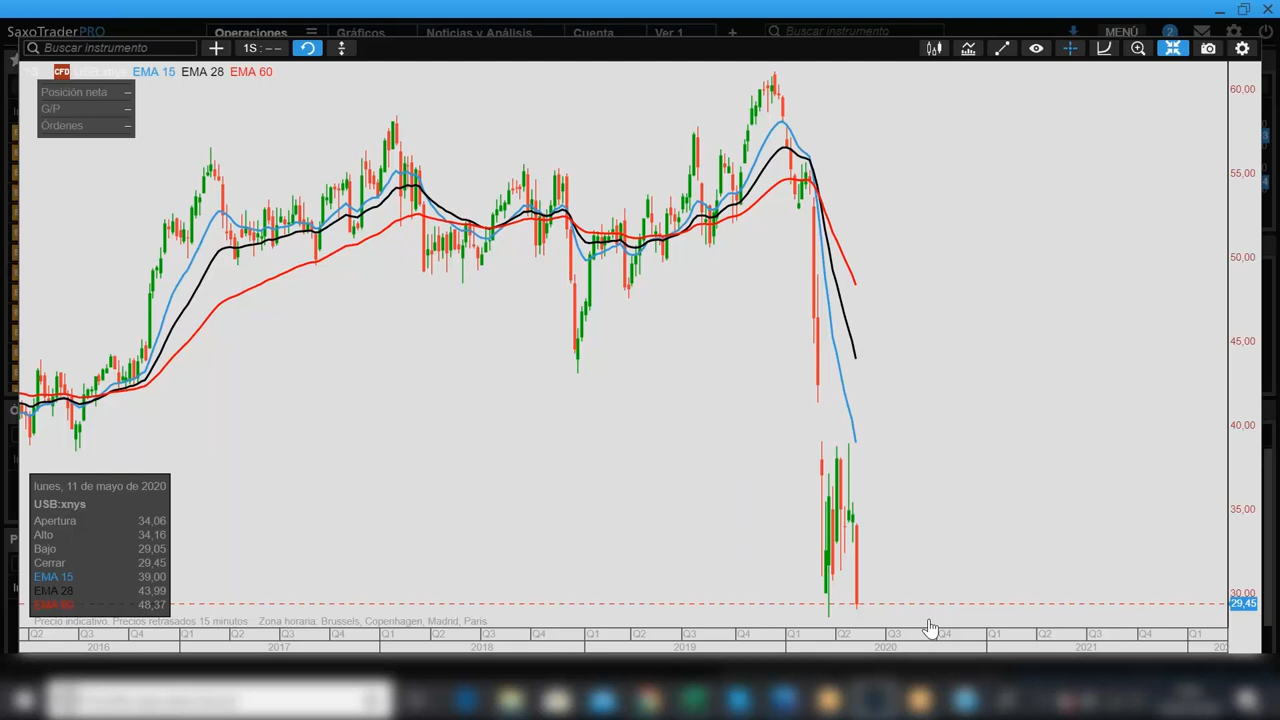 SaxoTraderPRO
Operaciones Gráficos Noticias y Análisis Cuenta Ver 1 + Buscar instrumento MENÚ 2
Buscar instrumento 1S : – –
CFD USB:xnys EMA 15 EMA 28 EMA 60
Posición neta –
G/P –
Órdenes –
60,00
55,00
50,00
45,00
40,00
35,00
30,00
29,45
lunes, 11 de mayo de 2020
USB:xnys
Apertura 34,06
Alto 34,16
Bajo 29,05
Cerrar 29,45
EMA 15 39,00
EMA 28 43,99
EMA 60 48,37
Precio indicativo. Precios retrasados 15 minutos Zona horaria: Brussels, Copenhagen, Madrid, Paris
Q2 Q3 Q4 Q1 Q2 Q3 Q4 Q1 Q2 Q3 Q4 Q1 Q2 Q3 Q4 Q1 Q2 Q3 Q4 Q1 Q2 Q3 Q4 Q1
2016 2017 2018 2019 2020 2021